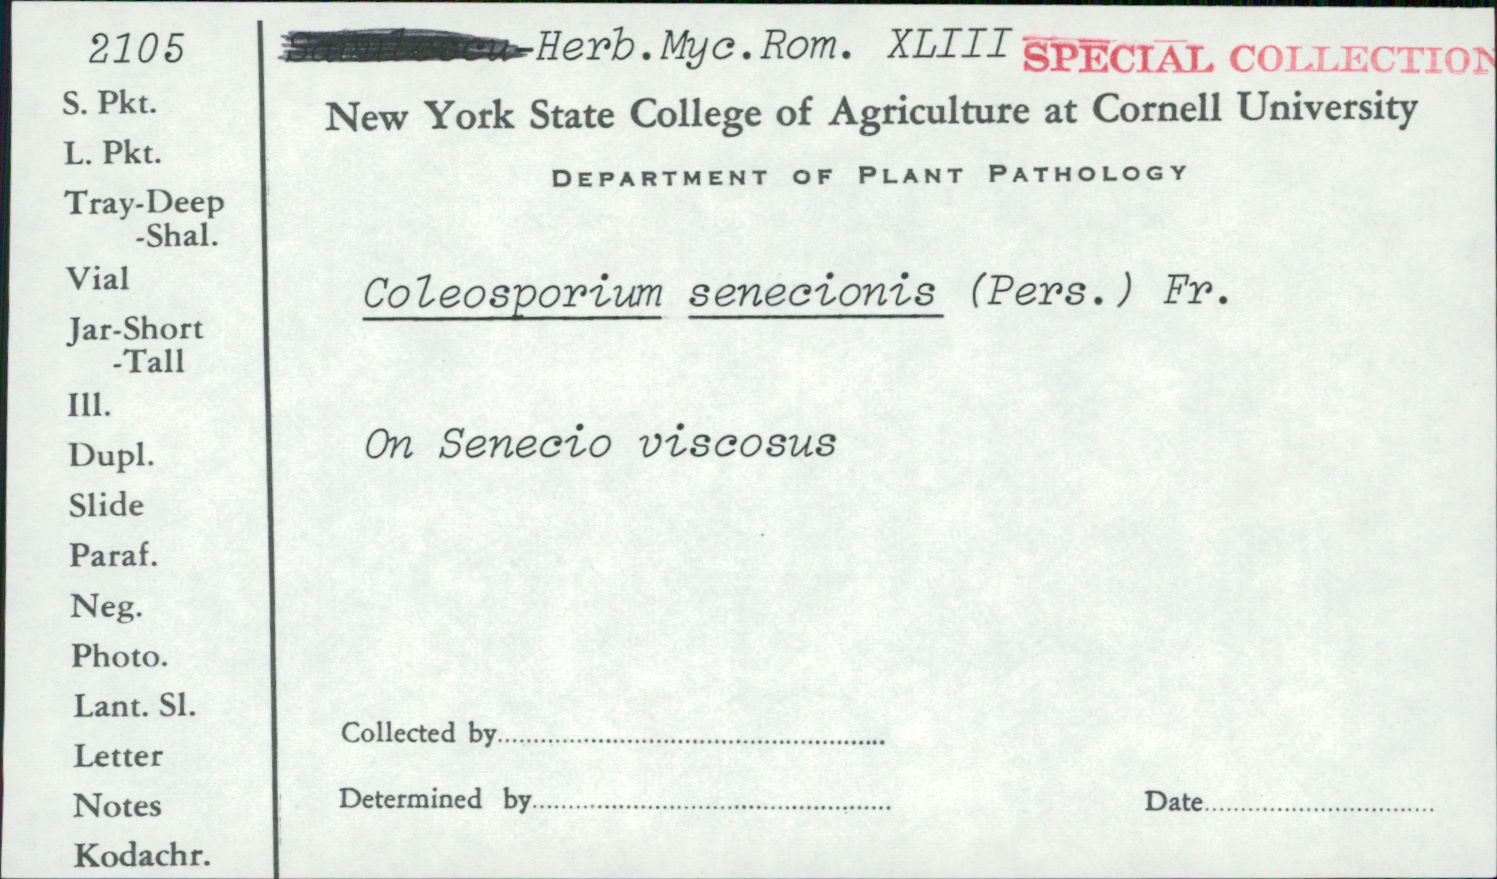 2105
Herb.Myc.Rom. XLIII SPECIAL COLLECTION
New York State College of Agriculture at Cornell University
DEPARTMENT OF PLANT PATHOLOGY
S. Pkt.
L. Pkt.
Tray-Deep
-Shal.
Vial
Jar-Short
-Tall
Ill.
Dupl.
Slide
Paraf.
Neg.
Photo.
Lant. Sl.
Letter
Notes
Kodachr.
Coleosporium senecionis (Pers.) Fr.
On Senecio viscosus
Collected by
Determined by
Date